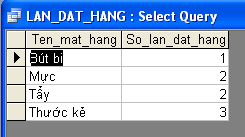 LAN_DAT_HANG : Select Query
Ten_mat_hang So_lan_dat_hang
Bút bi 1
Mực 2
Tẩy 2
Thước kẻ 3